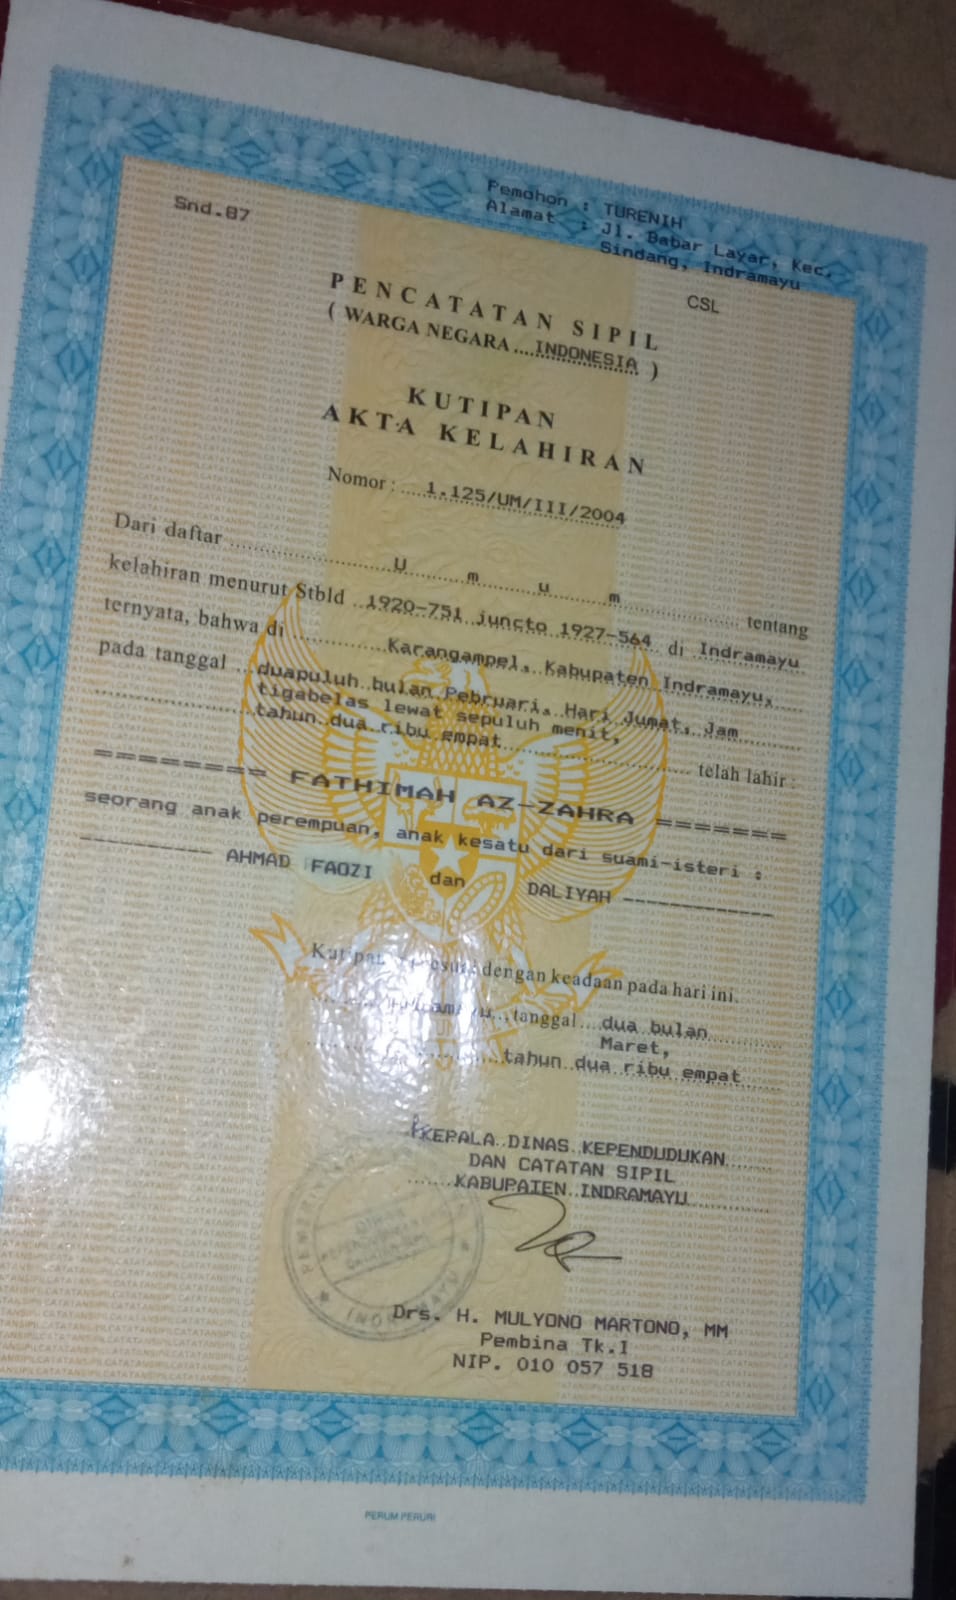 Snd.87
Pemohon : TURENIH
Alamat : Jl. Babar Layar, Kec.
Sindang, Indramayu
CSL
PENCATATAN SIPIL
( WARGA NEGARA ....INDONESIA )
KUTIPAN
AKTA KELAHIRAN
Nomor : ....1.125/UM/III/2004
Dari daftar ........ U m u m ........ tentang
kelahiran menurut Stbld ..1920-751 juncto 1927-564 di Indramayu
ternyata, bahwa di ........ Karangampel, Kabupaten Indramayu,
pada tanggal ..duapuluh bulan Pebruari, Hari Jumat, Jam
tigabelas lewat sepuluh menit,
tahun dua ribu empat ........ telah lahir :
======== FATHIMAH AZ-ZAHRA =======
seorang anak perempuan, anak kesatu dari suami-isteri :
--------- AHMAD FAOZI dan DALIYAH ------------
dengan keadaan pada hari ini.
tanggal ...dua bulan
Maret,
tahun dua ribu empat
KEPALA DINAS KEPENDUDUKAN
DAN CATATAN SIPIL
KABUPATEN INDRAMAYU
INDRAMAYU
Drs. H. MULYONO MARTONO, MM
Pembina Tk.I
NIP. 010 057 518
PERUM PERURI